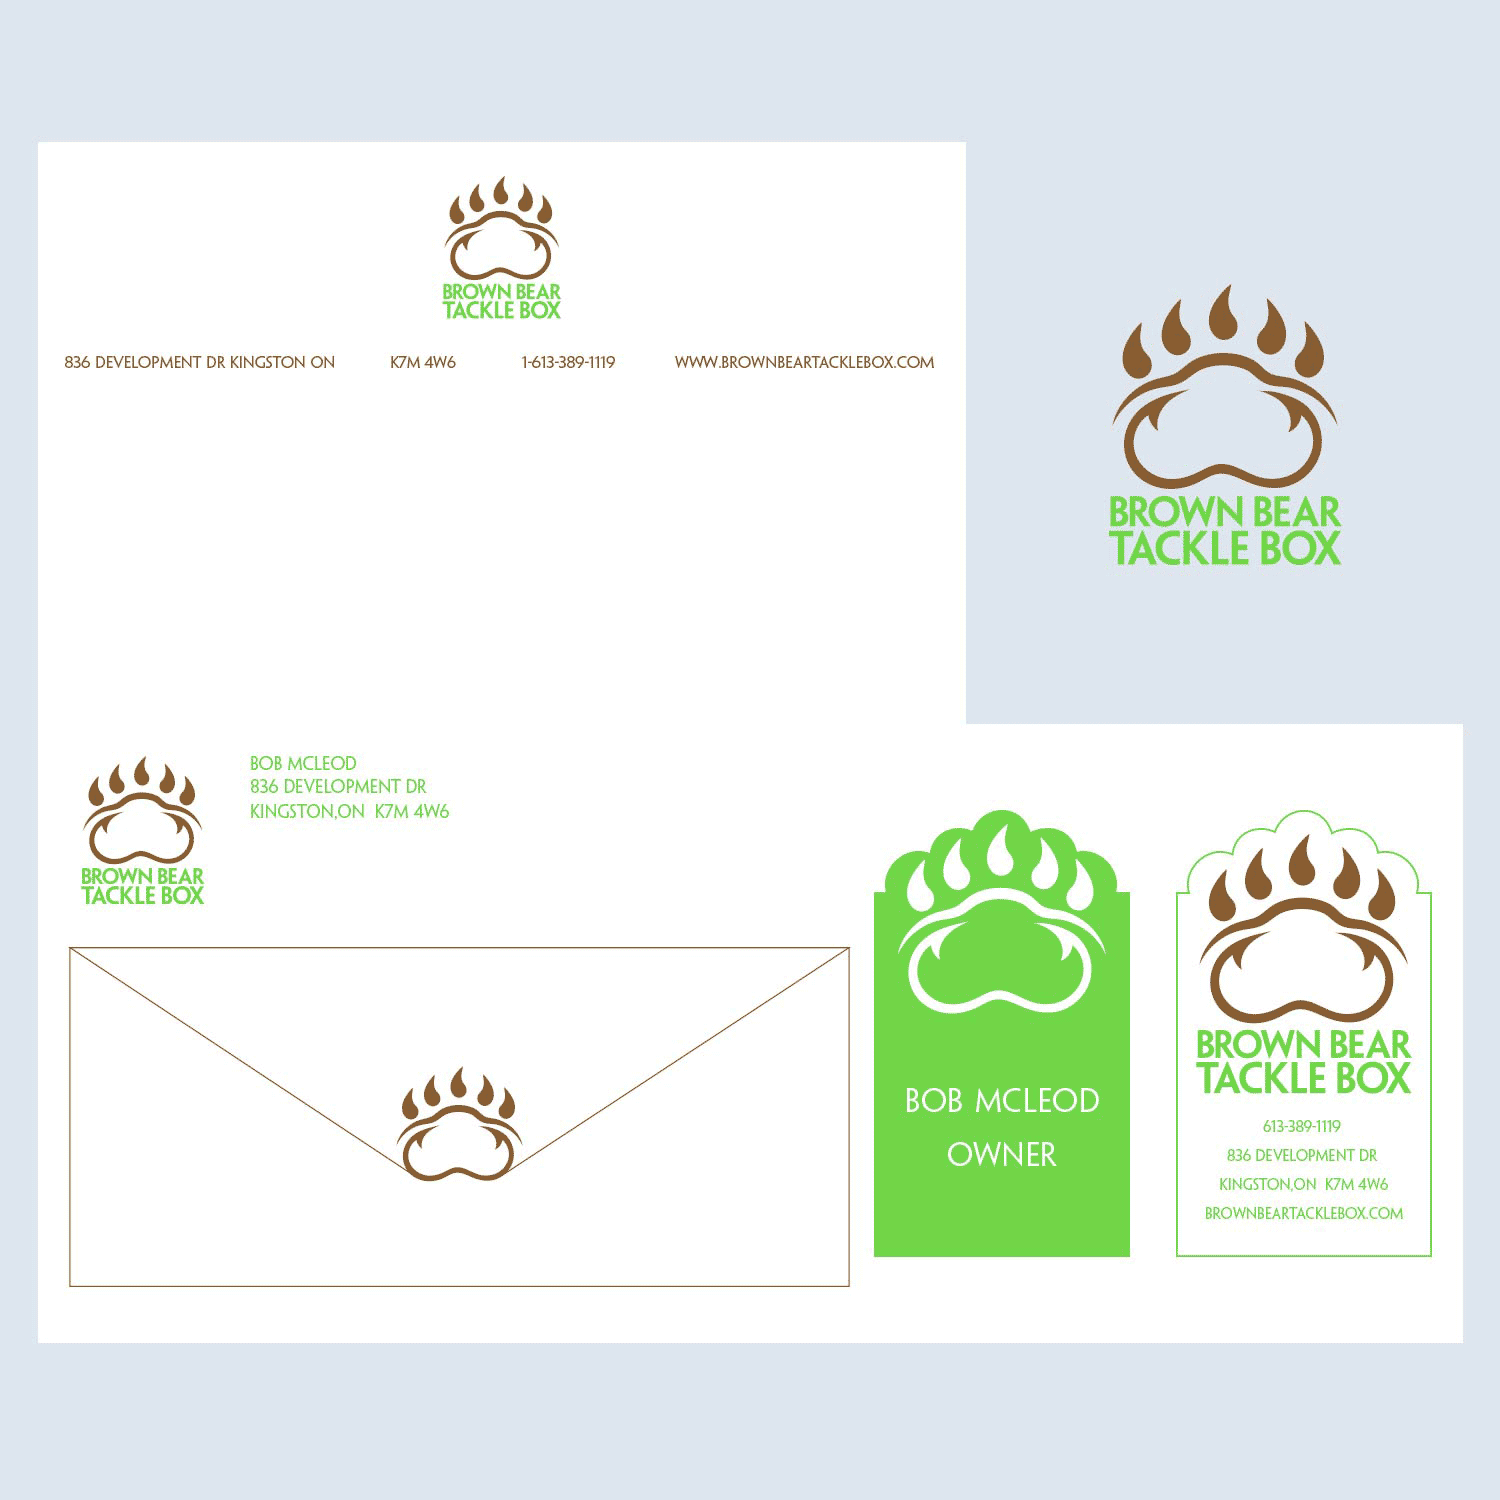 BROWN BEAR
TACKLE BOX
836 DEVELOPMENT DR KINGSTON ON K7M 4W6 1-613-389-1119 WWW.BROWNBEARTACKLEBOX.COM
BROWN BEAR
TACKLE BOX
BOB MCLEOD
836 DEVELOPMENT DR
KINGSTON,ON K7M 4W6
BROWN BEAR
TACKLE BOX
BOB MCLEOD
OWNER
BROWN BEAR
TACKLE BOX
613-389-1119
836 DEVELOPMENT DR
KINGSTON,ON K7M 4W6
BROWNBEARTACKLEBOX.COM